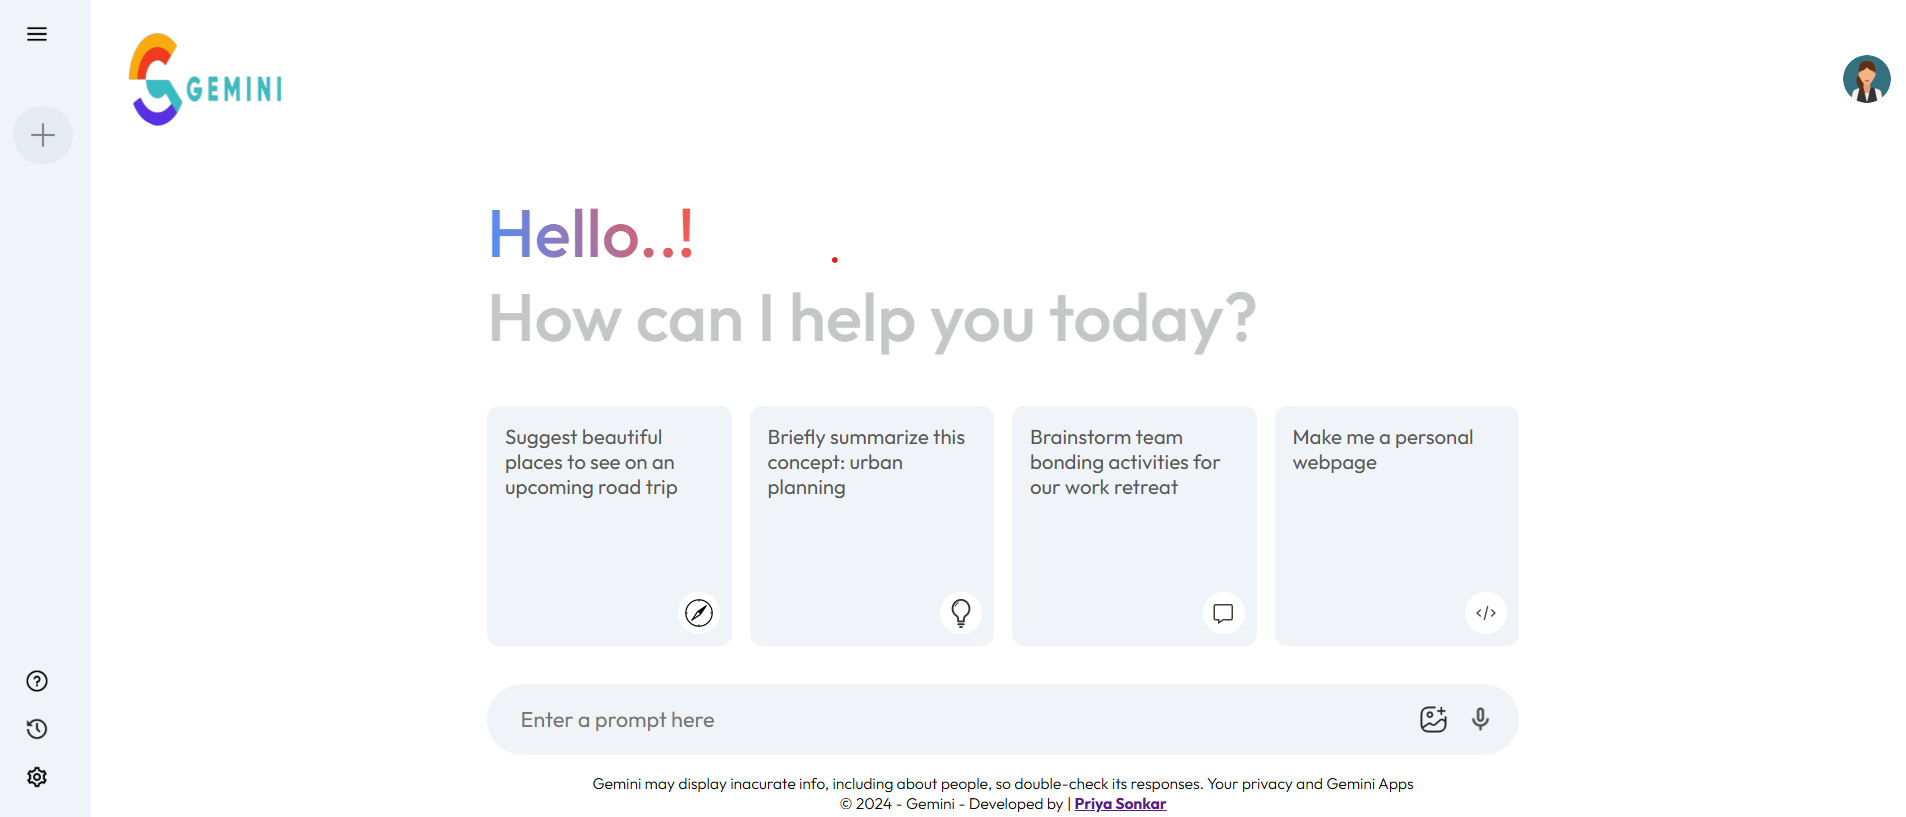 GEMINI
Hello..!
How can I help you today?
Suggest beautiful
places to see on an
upcoming road trip
Briefly summarize this
concept: urban
planning
Brainstorm team
bonding activities for
our work retreat
Make me a personal
webpage
Enter a prompt here
Gemini may display inacurate info, including about people, so double-check its responses. Your privacy and Gemini Apps
© 2024 - Gemini - Developed by | Priya Sonkar